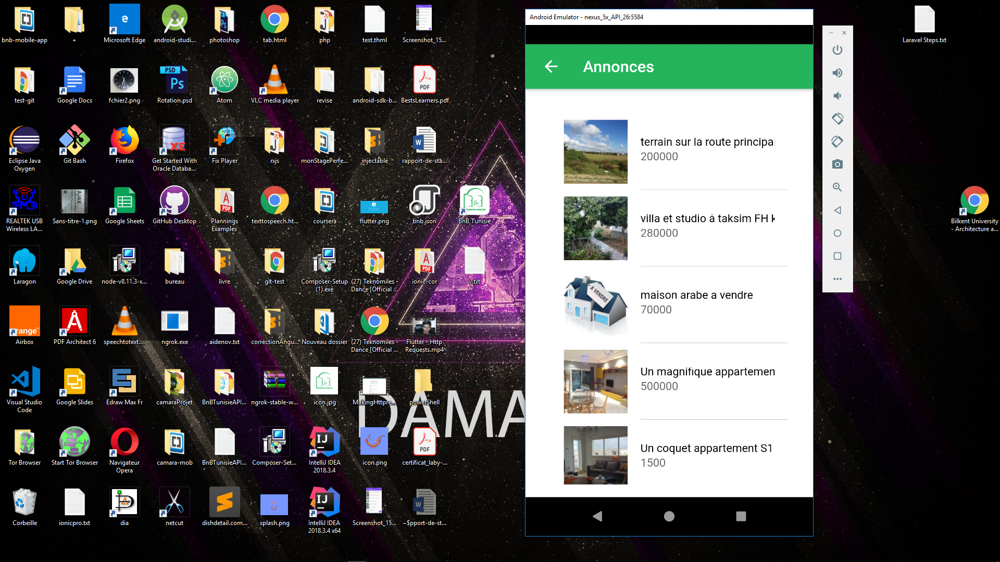 bnb-mobile-app
+
Microsoft Edge
android-studi...
photoshop
tab.html
php
test.thml
Screenshot_15...
test-git
Google Docs
fchier2.png
Rotation.psd
Atom
VLC media player
revise
android-sdk-b...
BestsLearners.pdf
Eclipse Java
Oxygen
Git Bash
Firefox
Get Started With
Oracle Databa...
Fix Player
rxjs
monStagePerfe...
injectable
rapport-de-sta...
REALTEK USB
Wireless LA...
Sans-titre-1.png
Google Sheets
GitHub Desktop
Plannings
Examples
texttospeech.ht...
coursera
flutter.png
bnb.json
BnB Tunisie
Laragon
Google Drive
node-v8.11.3-x...
bureau
livre
git-test
Composer-Setup
(1).exe
(27) Teknomiles -
Dance [Official ...
ionic-cor
v.txt
Airbox
PDF Architect 6
speechtotext....
ngrok.exe
aidenov.txt
correctionAngu...
Nouveau dossier
(27) Teknomiles -
Dance [Official ...
Flutter - Http
Requests.mp4
Visual Studio
Code
Google Slides
Edraw Max Fr
camaraProjet
BnBTunisieAPI...
ngrok-stable-w...
icon.jpg
MakingHttpre...
powerShell
DAMA
Tor Browser
Start Tor Browser
Navigateur
Opera
camara-mob
BnBTunisieAPI...
Composer-Set...
IntelliJ IDEA
2018.3.4
icon.png
certificat_laby-...
Corbeille
ionicpro.txt
dia
netcut
dishdetail.com...
splash.png
IntelliJ IDEA
2018.3.4 x64
Screenshot_15...
~$pport-de-st...
Android Emulator - nexus_5x_API_26:5584
Annonces
terrain sur la route principal
200000
villa et studio à taksim FH k
280000
A VENDRE
maison arabe a vendre
70000
Un magnifique appartemen
500000
Un coquet appartement S1
1500
Laravel Steps.txt
Bilkent University
- Architecture a...